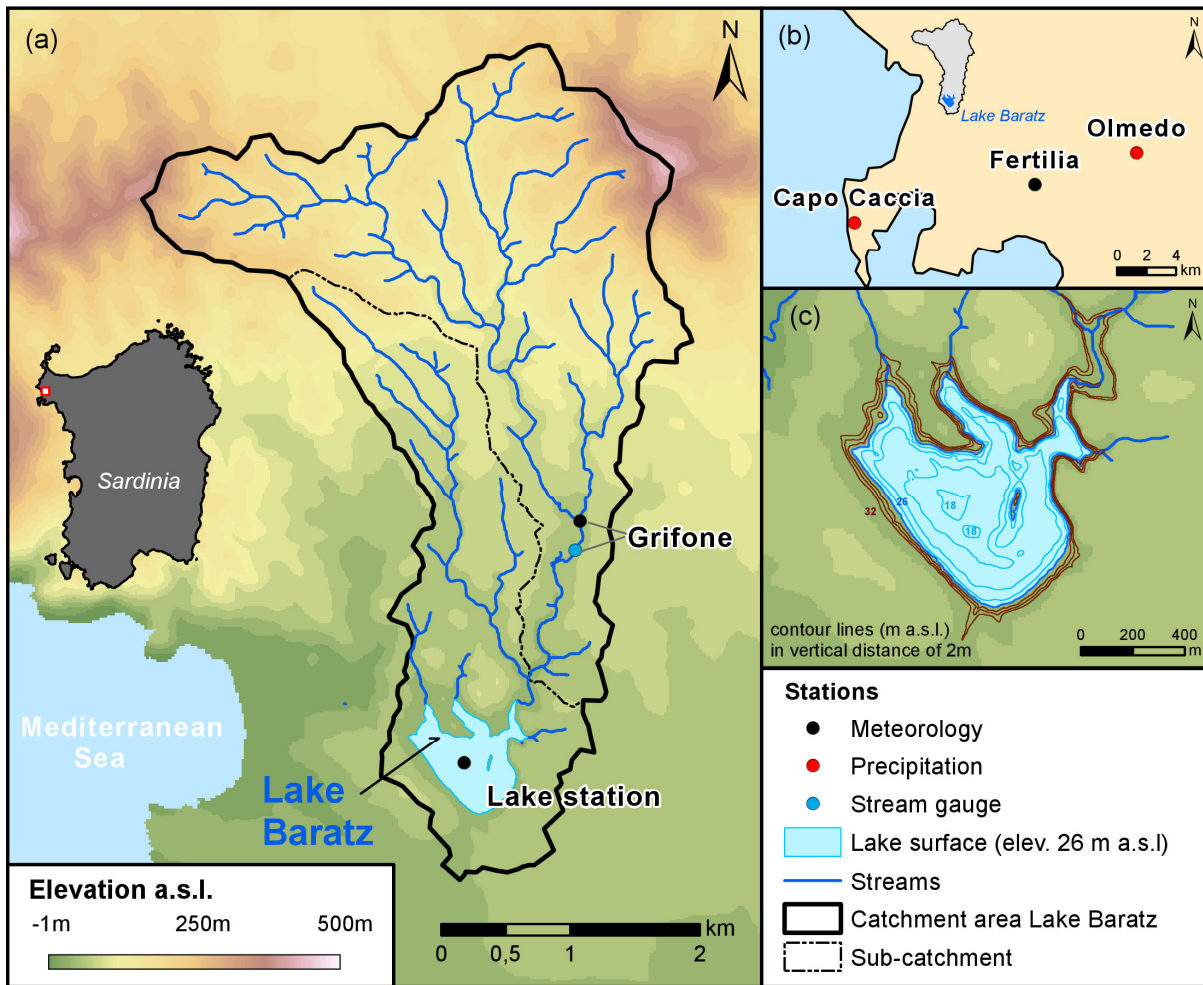 (a)
N
Sardinia
Grifone
Mediterranean
Sea
Lake
Baratz
Lake station
Elevation a.s.l.
-1m
250m
500m
km
0
0,5
1
2
(b)
N
Lake Baratz
Olmedo
Fertilia
Capo Caccia
0
2
4
km
(c)
N
32
26
18
18
contour lines (m a.s.l.)
in vertical distance of 2m
0
200
400
m
Stations
Meteorology
Precipitation
Stream gauge
Lake surface (elev. 26 m a.s.l)
Streams
Catchment area Lake Baratz
Sub-catchment